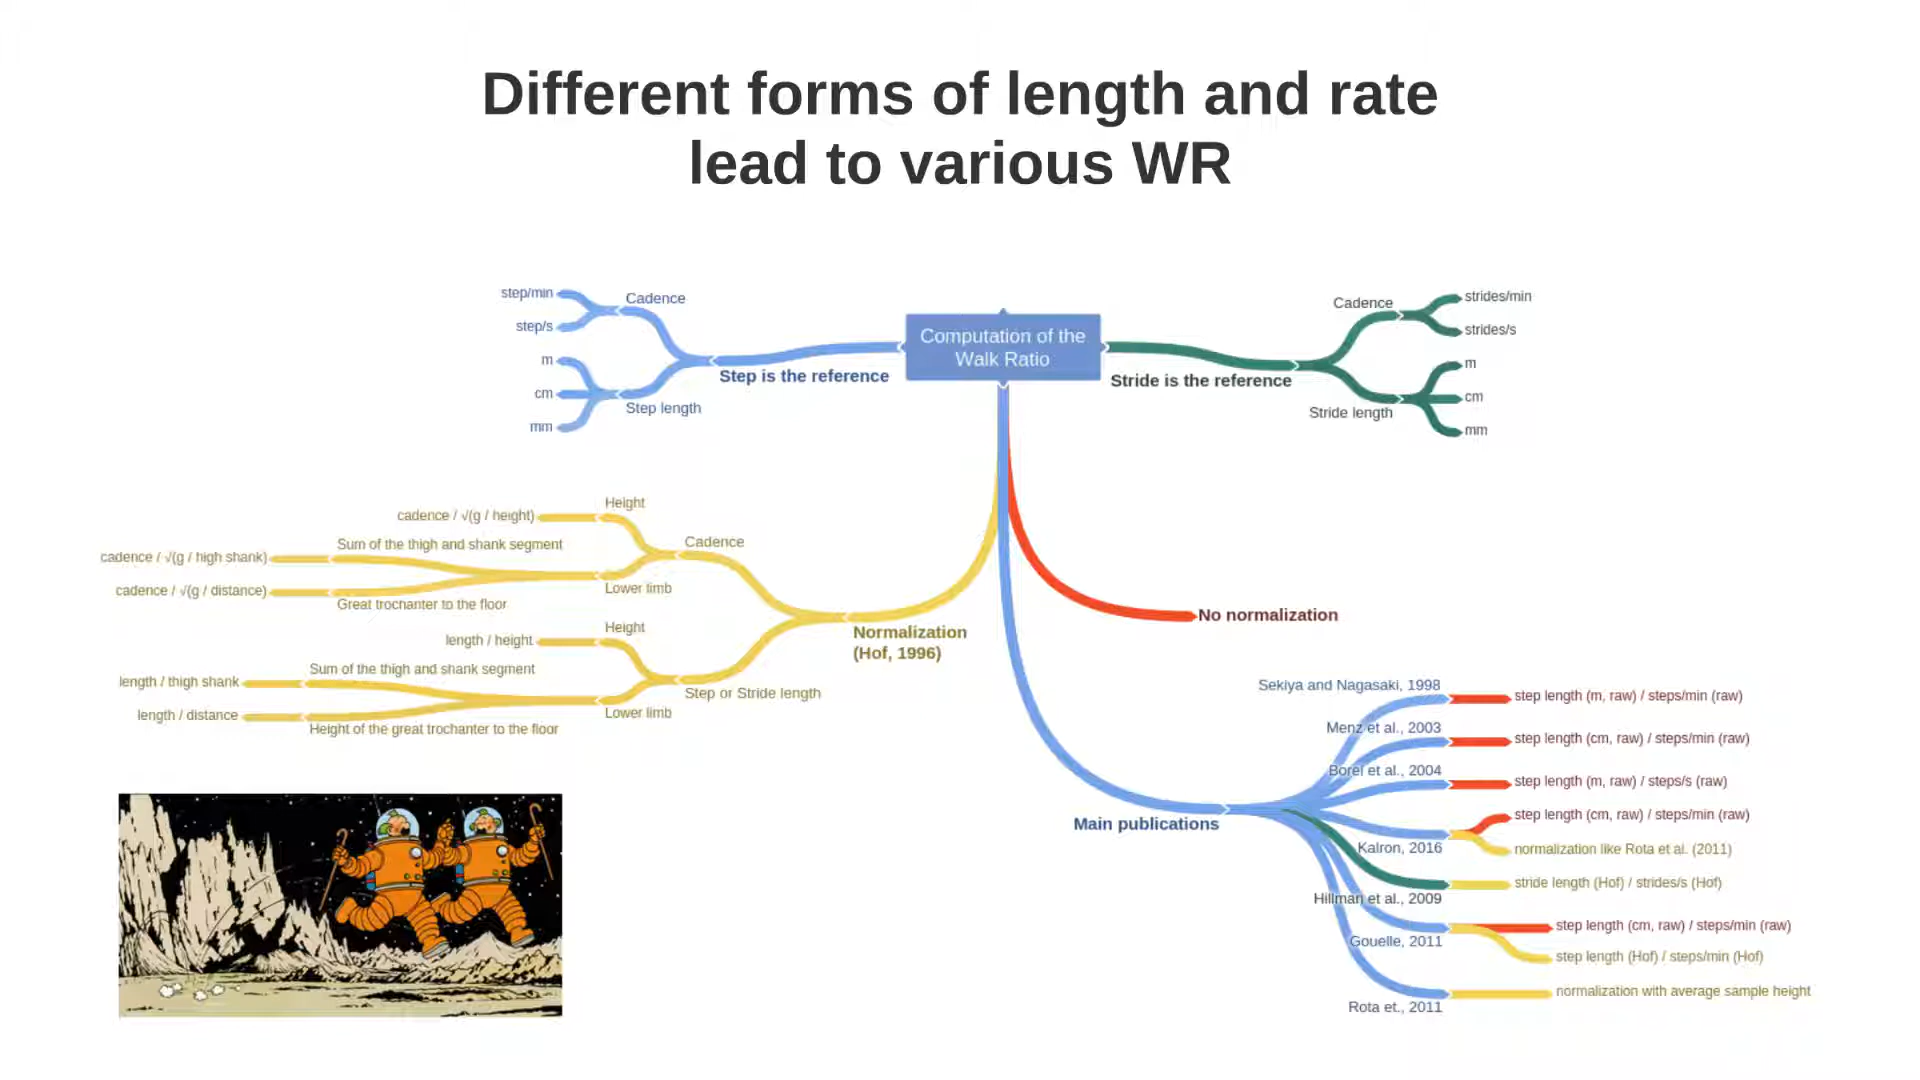 Different forms of length and rate
lead to various WR
Computation of the
Walk Ratio
Step is the reference
Cadence
step/min
step/s
Step length
m
cm
mm
Stride is the reference
Cadence
strides/min
strides/s
Stride length
m
cm
mm
Normalization
(Hof, 1996)
Cadence
Height
cadence / √(g / height)
Lower limb
Sum of the thigh and shank segment
cadence / √(g / high shank)
Great trochanter to the floor
cadence / √(g / distance)
Step or Stride length
Height
length / height
Lower limb
Sum of the thigh and shank segment
length / thigh shank
Height of the great trochanter to the floor
length / distance
No normalization
Main publications
Sekiya and Nagasaki, 1998
step length (m, raw) / steps/min (raw)
Menz et al., 2003
step length (cm, raw) / steps/min (raw)
Borel et al., 2004
step length (m, raw) / steps/s (raw)
Kalron, 2016
step length (cm, raw) / steps/min (raw)
normalization like Rota et al. (2011)
Hillman et al., 2009
stride length (Hof) / strides/s (Hof)
Gouelle, 2011
step length (cm, raw) / steps/min (raw)
step length (Hof) / steps/min (Hof)
Rota et., 2011
normalization with average sample height